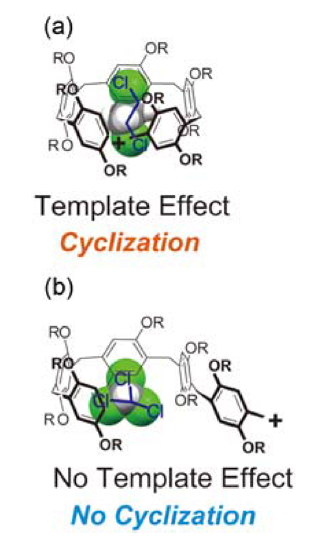 (a)
OR
RO
OR
RO
Cl
OR
OR
+
Cl
RO
OR
OR
Template Effect
Cyclization
(b)
OR
RO
OR
RO
OR
Cl
Cl
Cl
OR
RO
+
OR
OR
No Template Effect
No Cyclization